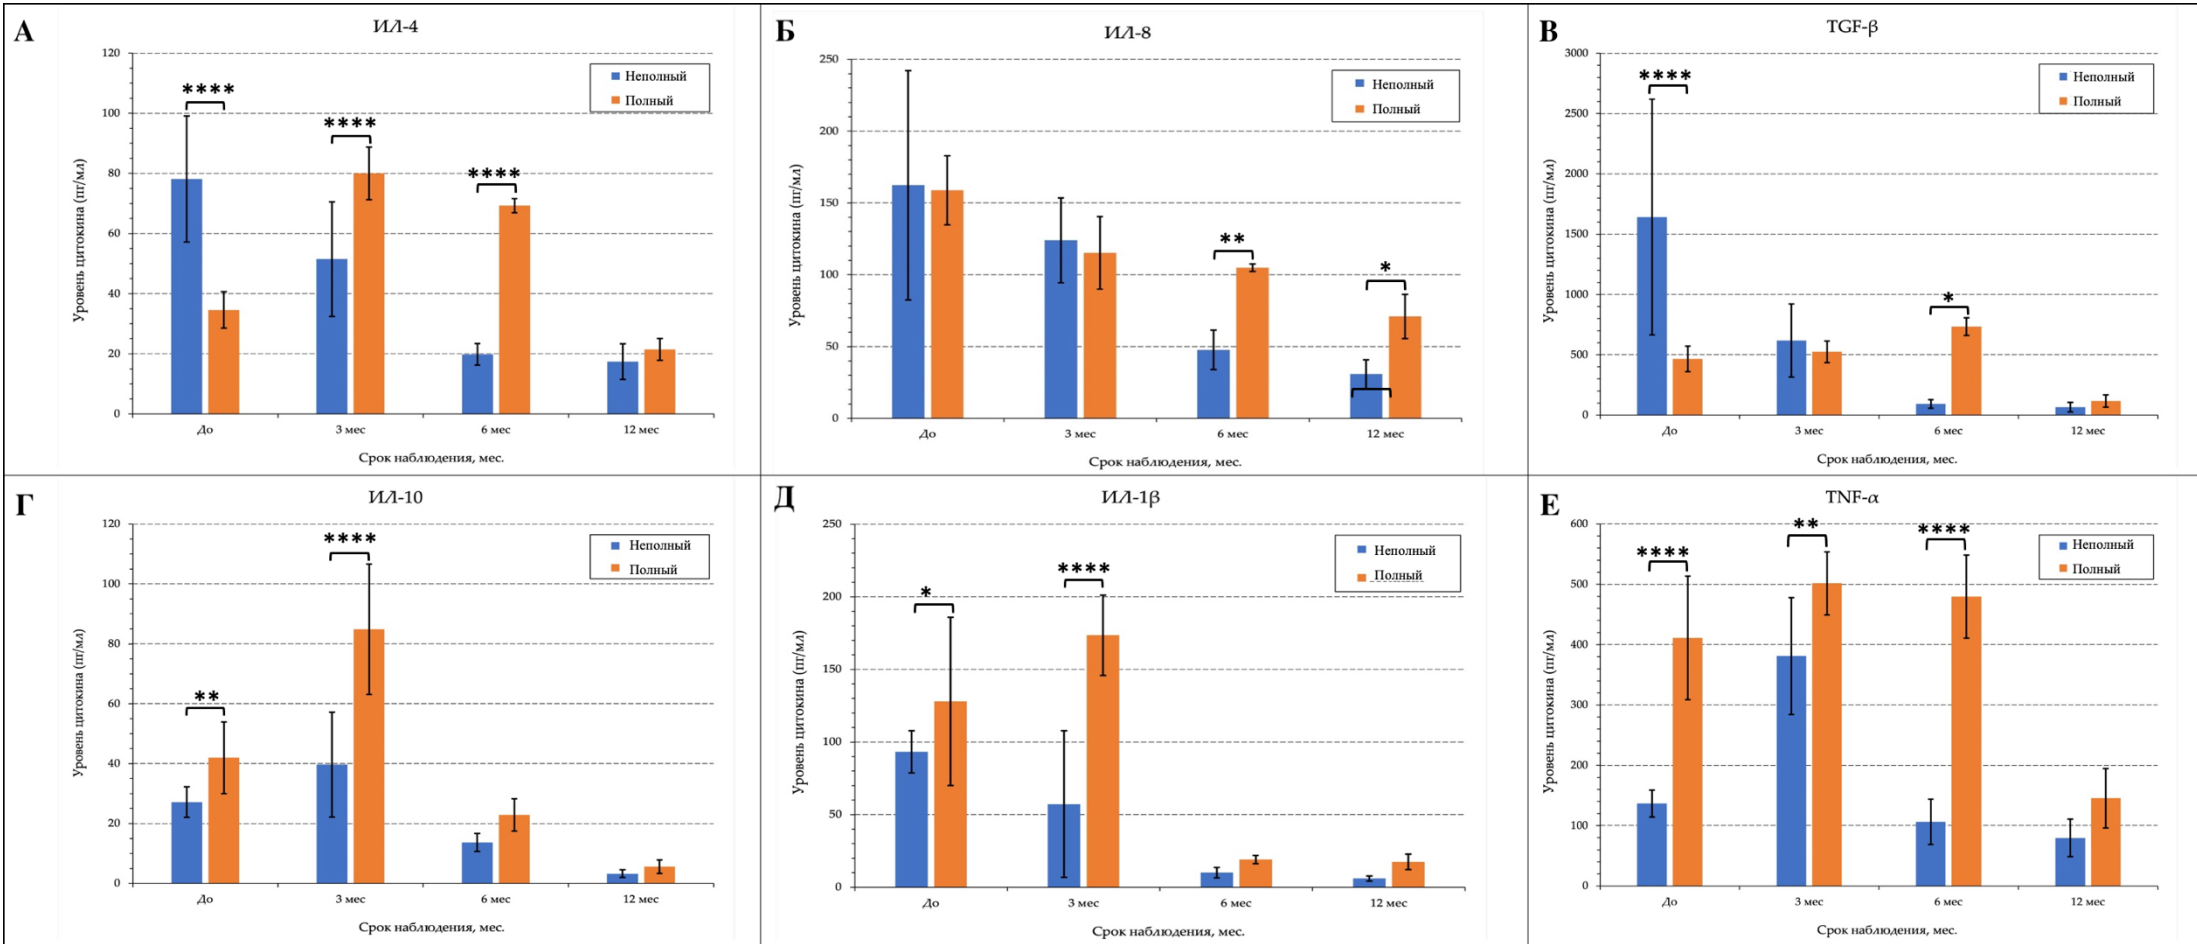 А
ИЛ-4
120
100
80
60
40
20
0
Уровень цитокина (пг/мл)
Неполный
Полный
****
****
****
До
3 мес
6 мес
12 мес
Срок наблюдения, мес.
Б
ИЛ-8
250
200
150
100
50
0
Уровень цитокина (пг/мл)
Неполный
Полный
**
*
До
3 мес
6 мес
12 мес
Срок наблюдения, мес.
В
TGF-β
3000
2500
2000
1500
1000
500
0
Уровень цитокина (пг/мл)
Неполный
Полный
****
*
До
3 мес
6 мес
12 мес
Срок наблюдения, мес.
Г
ИЛ-10
120
100
80
60
40
20
0
Уровень цитокина (пг/мл)
Неполный
Полный
**
****
До
3 мес
6 мес
12 мес
Срок наблюдения, мес.
Д
ИЛ-1β
250
200
150
100
50
0
Уровень цитокина (пг/мл)
Неполный
Полный
*
****
До
3 мес
6 мес
12 мес
Срок наблюдения, мес.
Е
TNF-α
600
500
400
300
200
100
0
Уровень цитокина (пг/мл)
Неполный
Полный
****
**
****
До
3 мес
6 мес
12 мес
Срок наблюдения, мес.